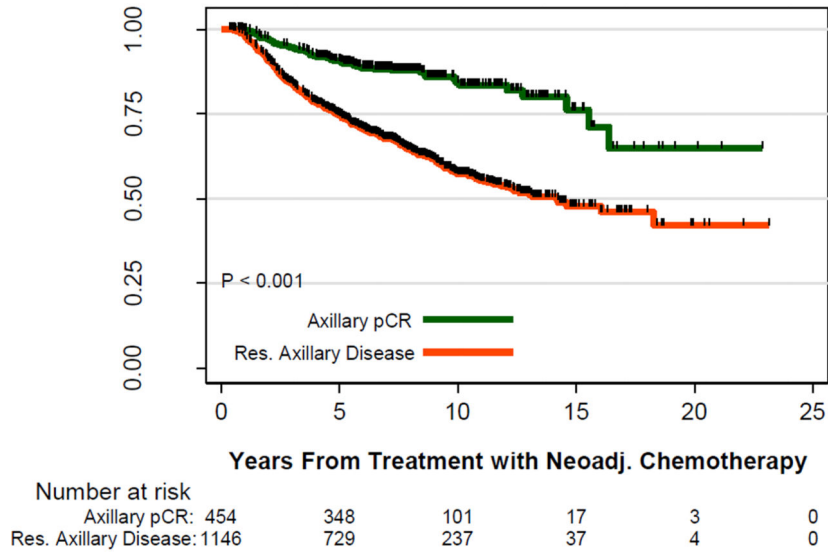 1.00
0.75
0.50
0.25
0.00
P < 0.001
Axillary pCR
Res. Axillary Disease
0 5 10 15 20 25
Years From Treatment with Neoadj. Chemotherapy
Number at risk
Axillary pCR: 454 348 101 17 3 0
Res. Axillary Disease: 1146 729 237 37 4 0